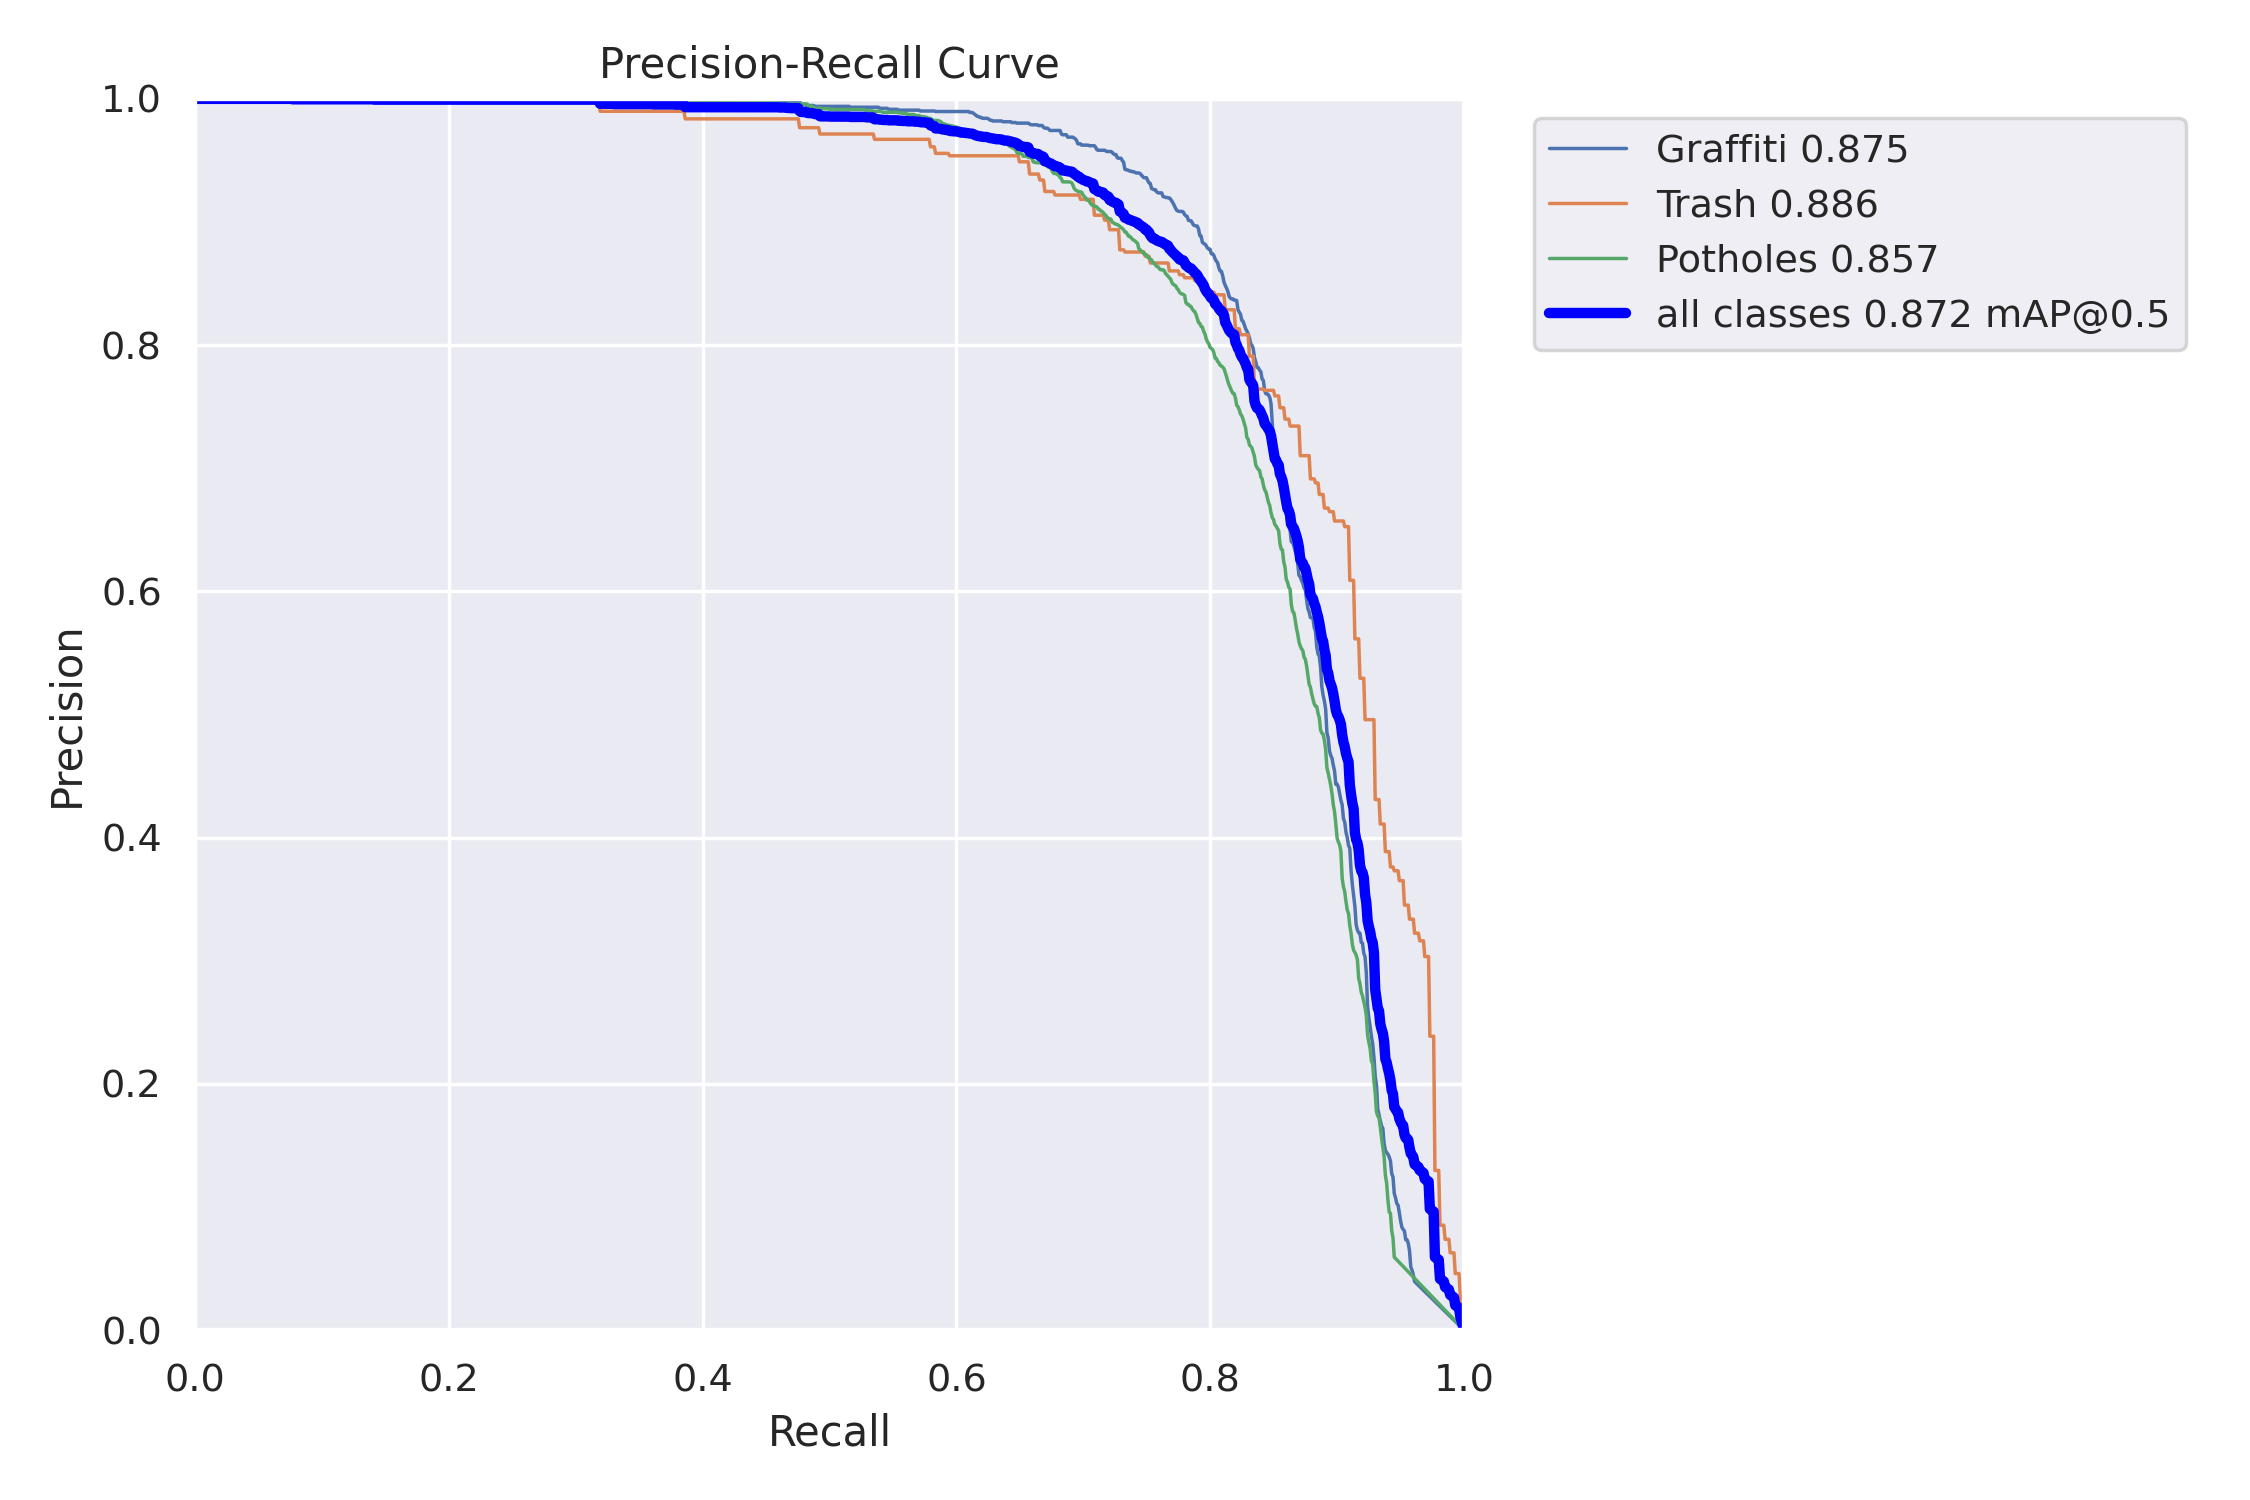 Precision-Recall Curve
1.0
0.8
0.6
0.4
0.2
0.0
Precision
0.0 0.2 0.4 0.6 0.8 1.0
Recall
Graffiti 0.875
Trash 0.886
Potholes 0.857
all classes 0.872 mAP@0.5